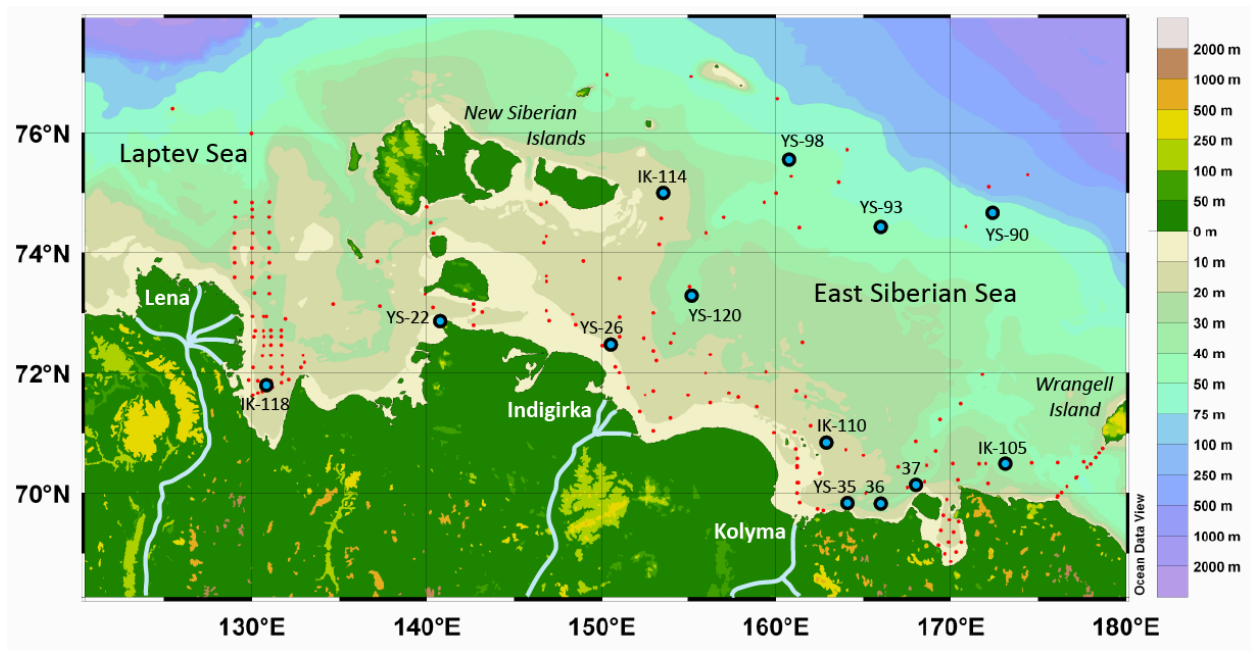 76°N
74°N
72°N
70°N
130°E
140°E
150°E
160°E
170°E
180°E
Laptev Sea
New Siberian
Islands
IK-114
YS-98
YS-93
YS-90
Lena
YS-22
YS-26
YS-120
East Siberian Sea
IK-118
Indigirka
Wrangell
Island
IK-110
IK-105
37
YS-35
36
Kolyma
Ocean Data View
2000 m
1000 m
500 m
250 m
100 m
50 m
0 m
10 m
20 m
30 m
40 m
50 m
75 m
100 m
250 m
500 m
1000 m
2000 m